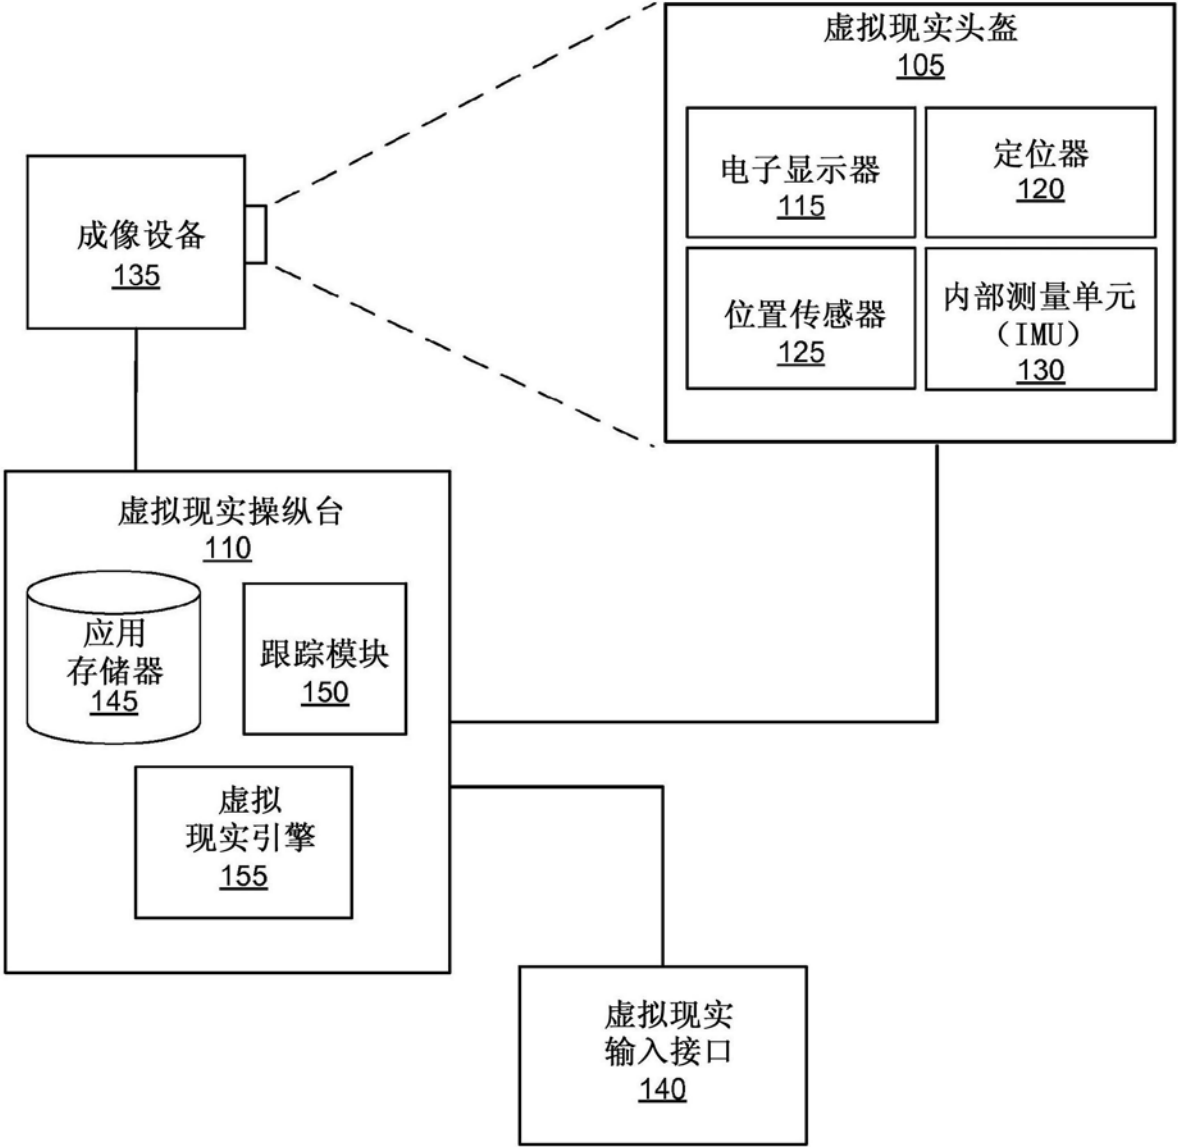 虚拟现实头盔
105
电子显示器
115
定位器
120
位置传感器
125
内部测量单元
（IMU）
130
成像设备
135
虚拟现实操纵台
110
应用
存储器
145
跟踪模块
150
虚拟
现实引擎
155
虚拟现实
输入接口
140